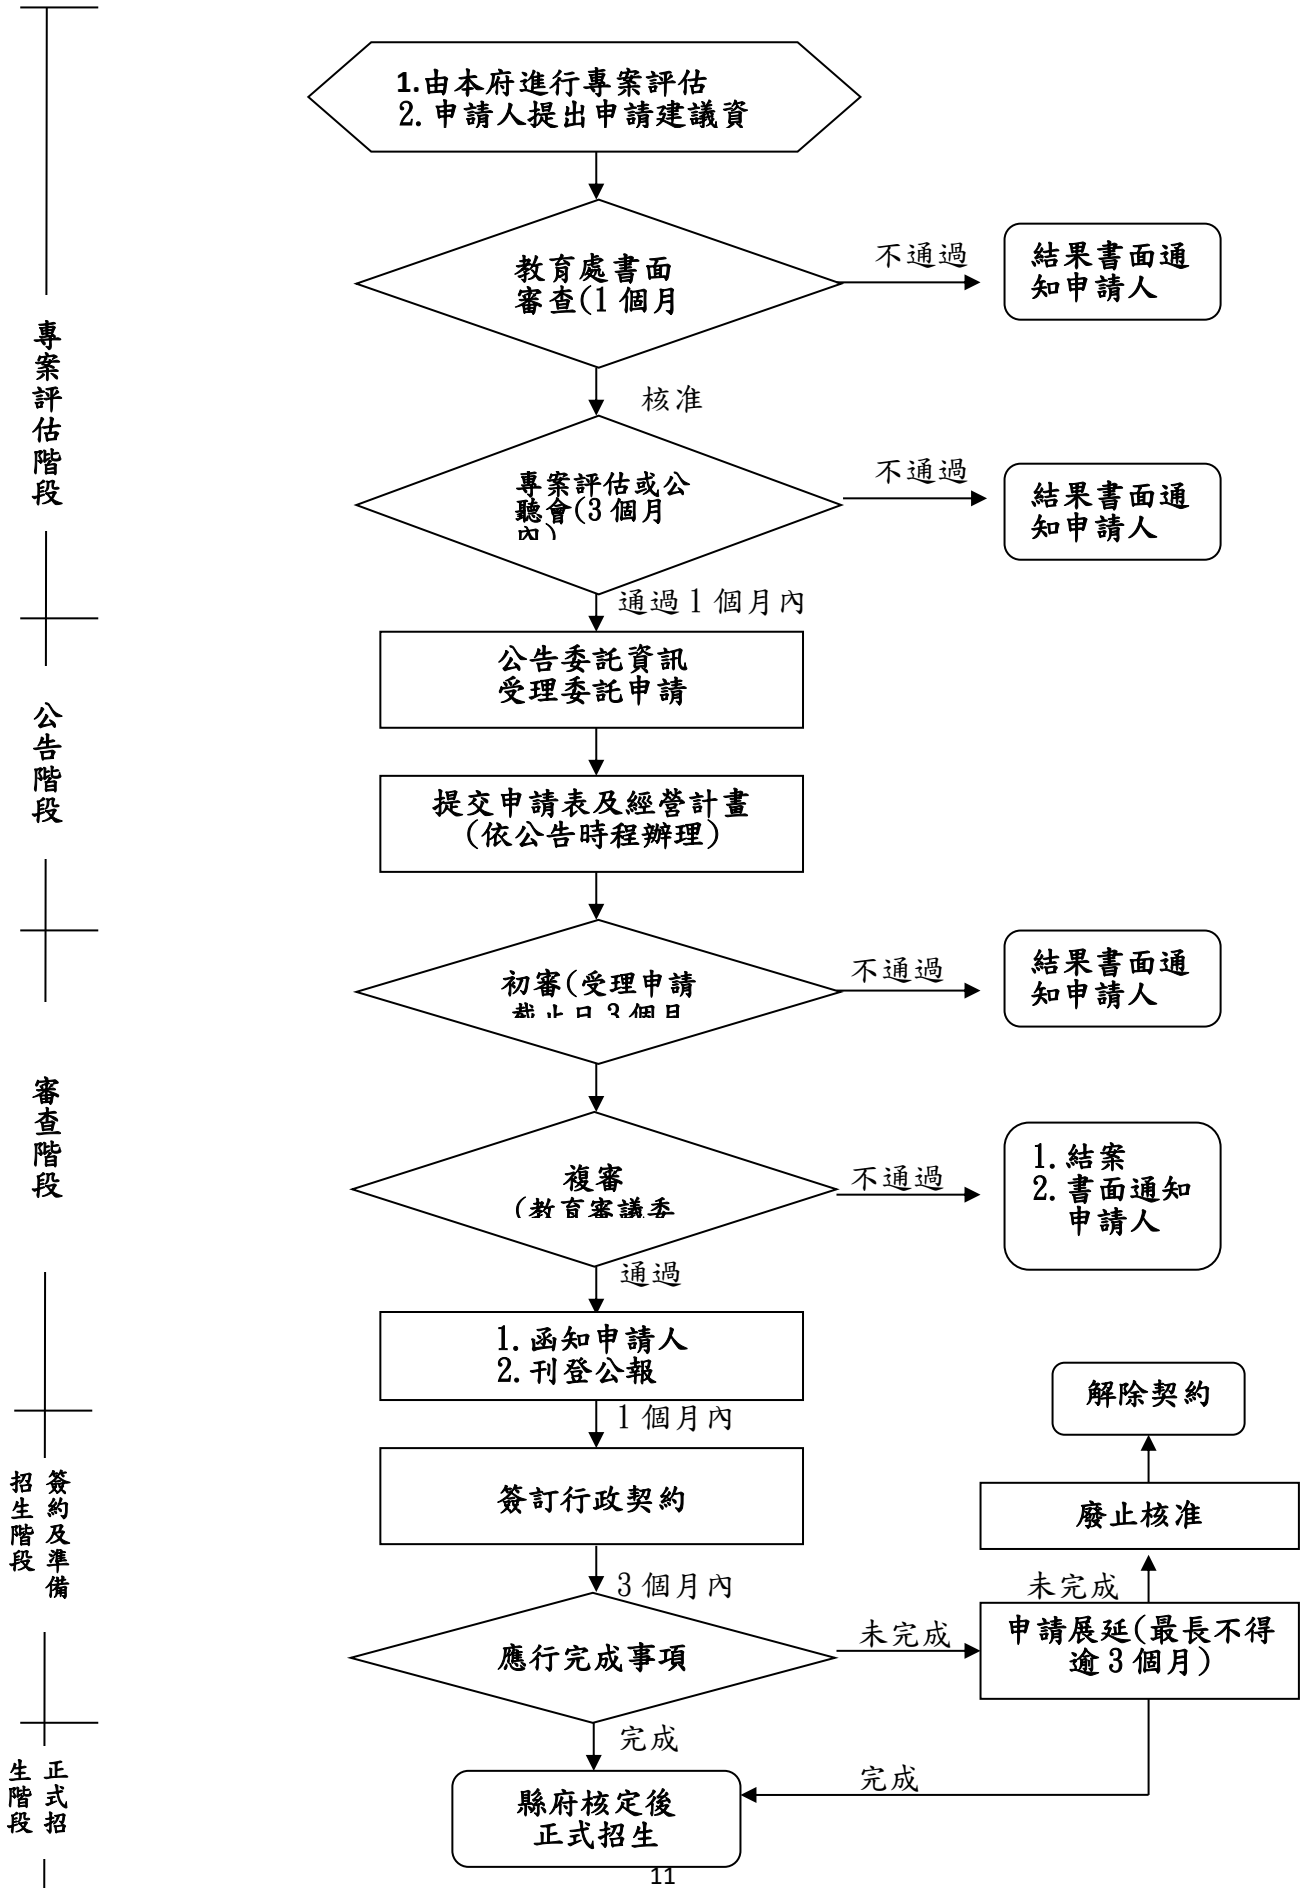 1.由本府進行專案評估
2.申請人提出申請建議資
教育處書面
審查(1個月
不通過
結果書面通
知申請人
核准
專案評估階段
專案評估或公
聽會(3個月
內)
不通過
結果書面通
知申請人
通過1個月內
公告委託資訊
受理委託申請
公告階段
提交申請表及經營計畫
(依公告時程辦理)
初審(受理申請
截止日3個月
不通過
結果書面通
知申請人
審查階段
複審
(教育審議委
不通過
1.結案
2.書面通知
申請人
通過
1.函知申請人
2.刊登公報
1個月內
簽訂行政契約
簽約及準備
招生階段
解除契約
廢止核准
未完成
3個月內
應行完成事項
未完成
申請展延(最長不得
逾3個月)
完成
完成
正式招
生階段
縣府核定後
正式招生
11